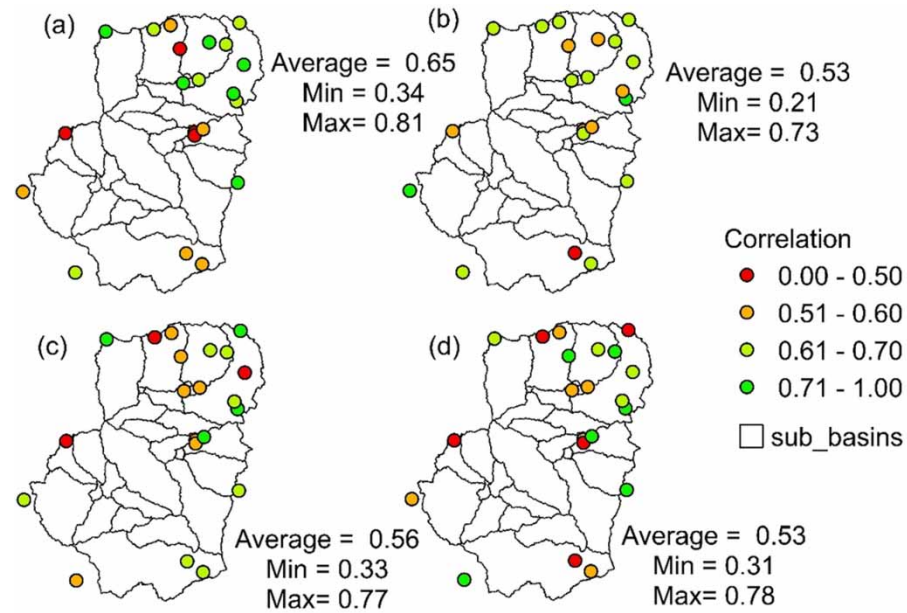 (a)
Average = 0.65
Min = 0.34
Max= 0.81
(b)
Average = 0.53
Min = 0.21
Max= 0.73
Correlation
0.00 - 0.50
0.51 - 0.60
0.61 - 0.70
0.71 - 1.00
sub_basins
(c)
Average = 0.56
Min = 0.33
Max= 0.77
(d)
Average = 0.53
Min = 0.31
Max= 0.78